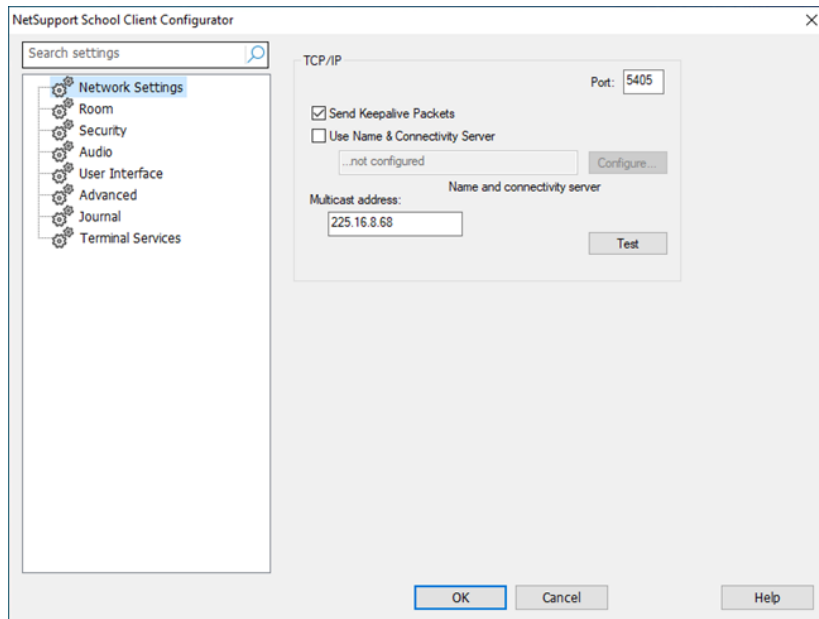 NetSupport School Client Configurator
Search settings
Network Settings
Room
Security
Audio
User Interface
Advanced
Journal
Terminal Services
TCP/IP
Port: 5405
Send Keepalive Packets
Use Name & Connectivity Server
...not configured
Configure...
Name and connectivity server
Multicast address:
225.16.8.68
Test
OK
Cancel
Help